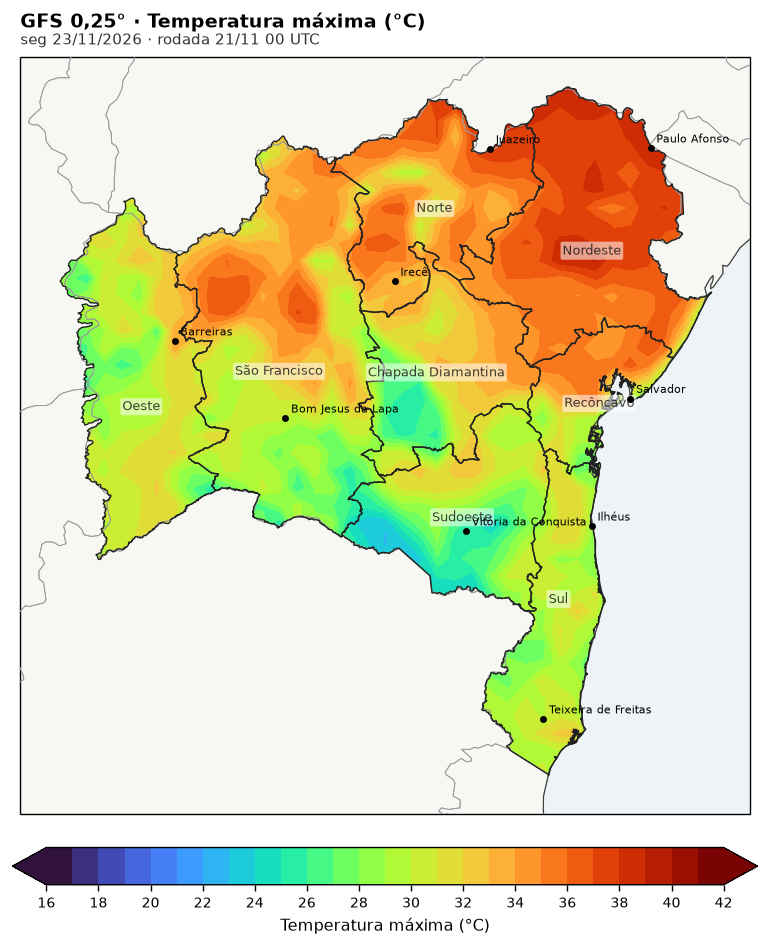 GFS 0,25° · Temperatura máxima (°C)
seg 23/11/2026 · rodada 21/11 00 UTC
Juazeiro
Paulo Afonso
Norte
Nordeste
Irecê
Barreiras
São Francisco
Chapada Diamantina
Salvador
Oeste
Recôncavo
Bom Jesus da Lapa
Sudoeste
Vitória da Conquista
Ilhéus
Sul
Teixeira de Freitas
16 18 20 22 24 26 28 30 32 34 36 38 40 42
Temperatura máxima (°C)